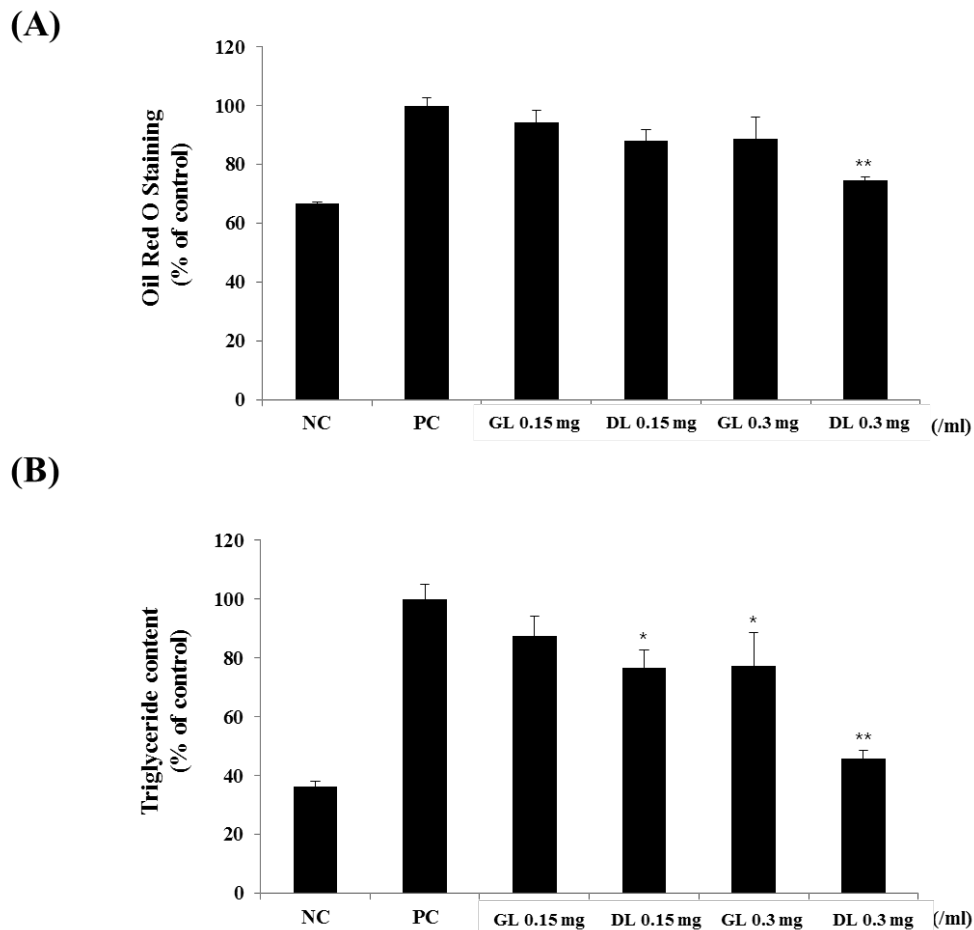 (A)
120
100
80
60
40
20
0
Oil Red O Staining
(% of control)
**
NC PC GL 0.15 mg DL 0.15 mg GL 0.3 mg DL 0.3 mg (/ml)
(B)
120
100
80
60
40
20
0
Triglyceride content
(% of control)
*
*
**
NC PC GL 0.15 mg DL 0.15 mg GL 0.3 mg DL 0.3 mg (/ml)